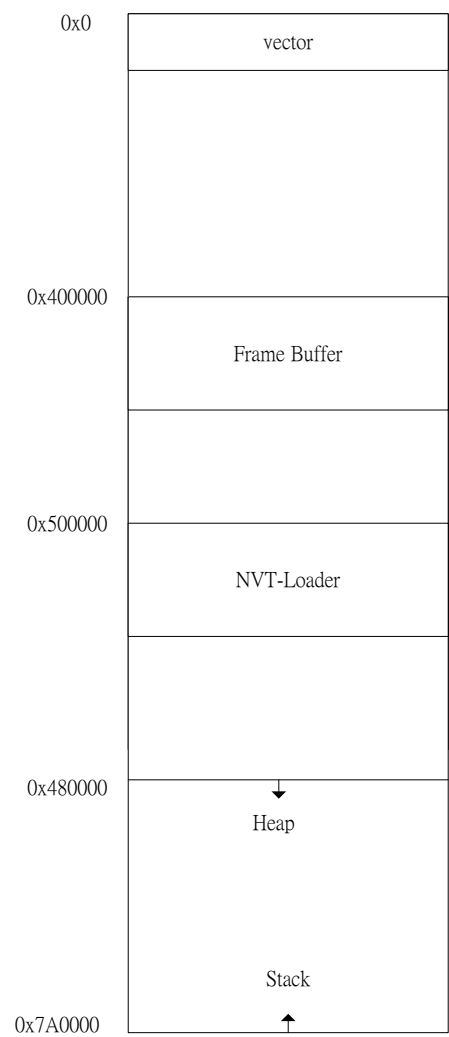 0x0
vector
0x400000
Frame Buffer
0x500000
NVT-Loader
0x480000
Heap
Stack
0x7A0000